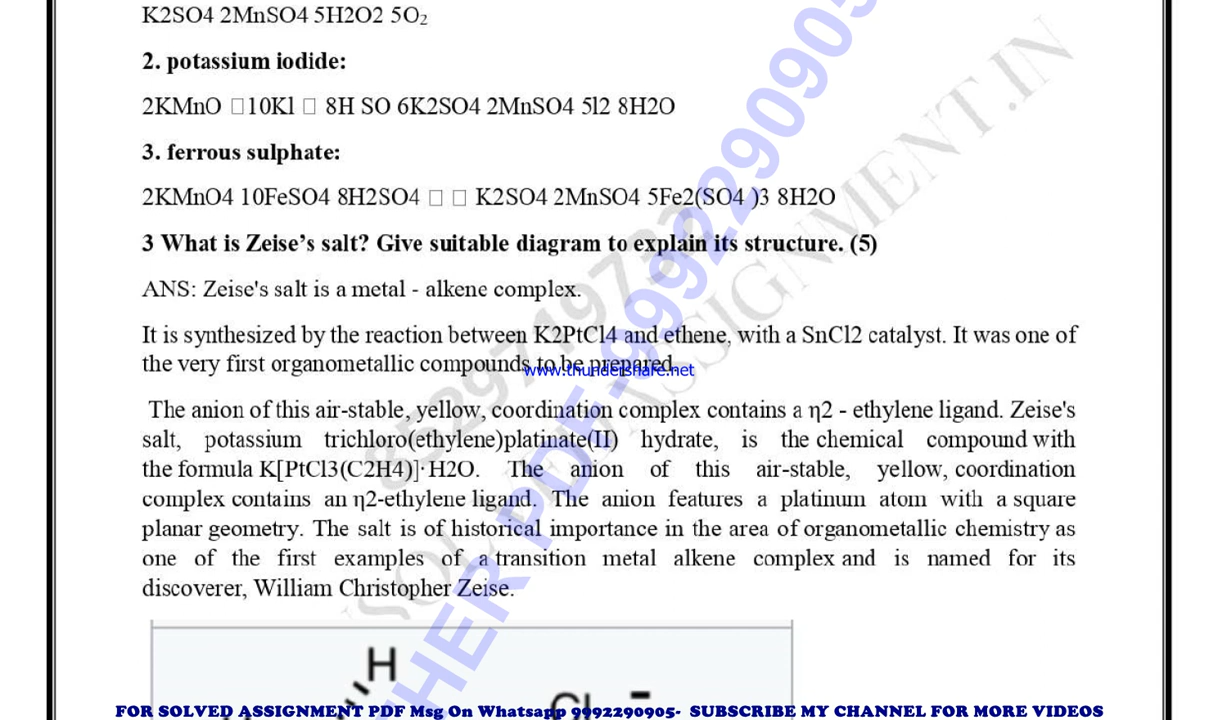 K2SO4 2MnSO4 5H2O2 5O₂
2. potassium iodide:
2KMnO □10Kl □ 8H SO 6K2SO4 2MnSO4 5l2 8H2O
3. ferrous sulphate:
2KMnO4 10FeSO4 8H2SO4 □ □ K2SO4 2MnSO4 5Fe2(SO4 )3 8H2O
3 What is Zeise’s salt? Give suitable diagram to explain its structure. (5)
ANS: Zeise's salt is a metal - alkene complex.
It is synthesized by the reaction between K2PtCl4 and ethene, with a SnCl2 catalyst. It was one of
the very first organometallic compounds to be prepared.
www.thundershare.net
The anion of this air-stable, yellow, coordination complex contains a η2 - ethylene ligand. Zeise's
salt, potassium trichloro(ethylene)platinate(II) hydrate, is the chemical compound with
the formula K[PtCl3(C2H4)]·H2O. The anion of this air-stable, yellow, coordination
complex contains an η2-ethylene ligand. The anion features a platinum atom with a square
planar geometry. The salt is of historical importance in the area of organometallic chemistry as
one of the first examples of a transition metal alkene complex and is named for its
discoverer, William Christopher Zeise.
H
Cl -
FOR SOLVED ASSIGNMENT PDF Msg On Whatsapp 9992290905- SUBSCRIBE MY CHANNEL FOR MORE VIDEOS